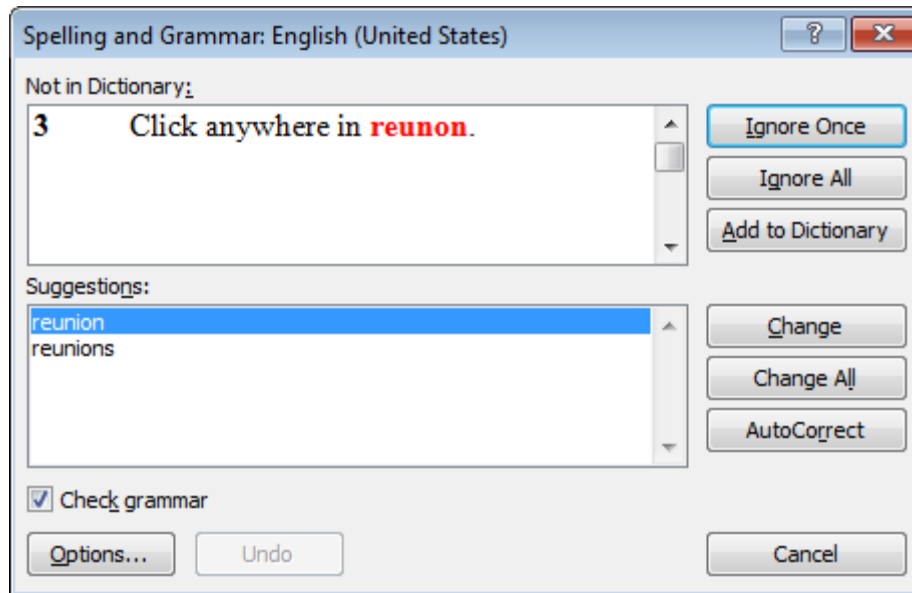 Spelling and Grammar: English (United States)
Not in Dictionary:
3 Click anywhere in reunon.
Ignore Once
Ignore All
Add to Dictionary
Suggestions:
reunion
reunions
Change
Change All
AutoCorrect
Check grammar
Options... Undo Cancel